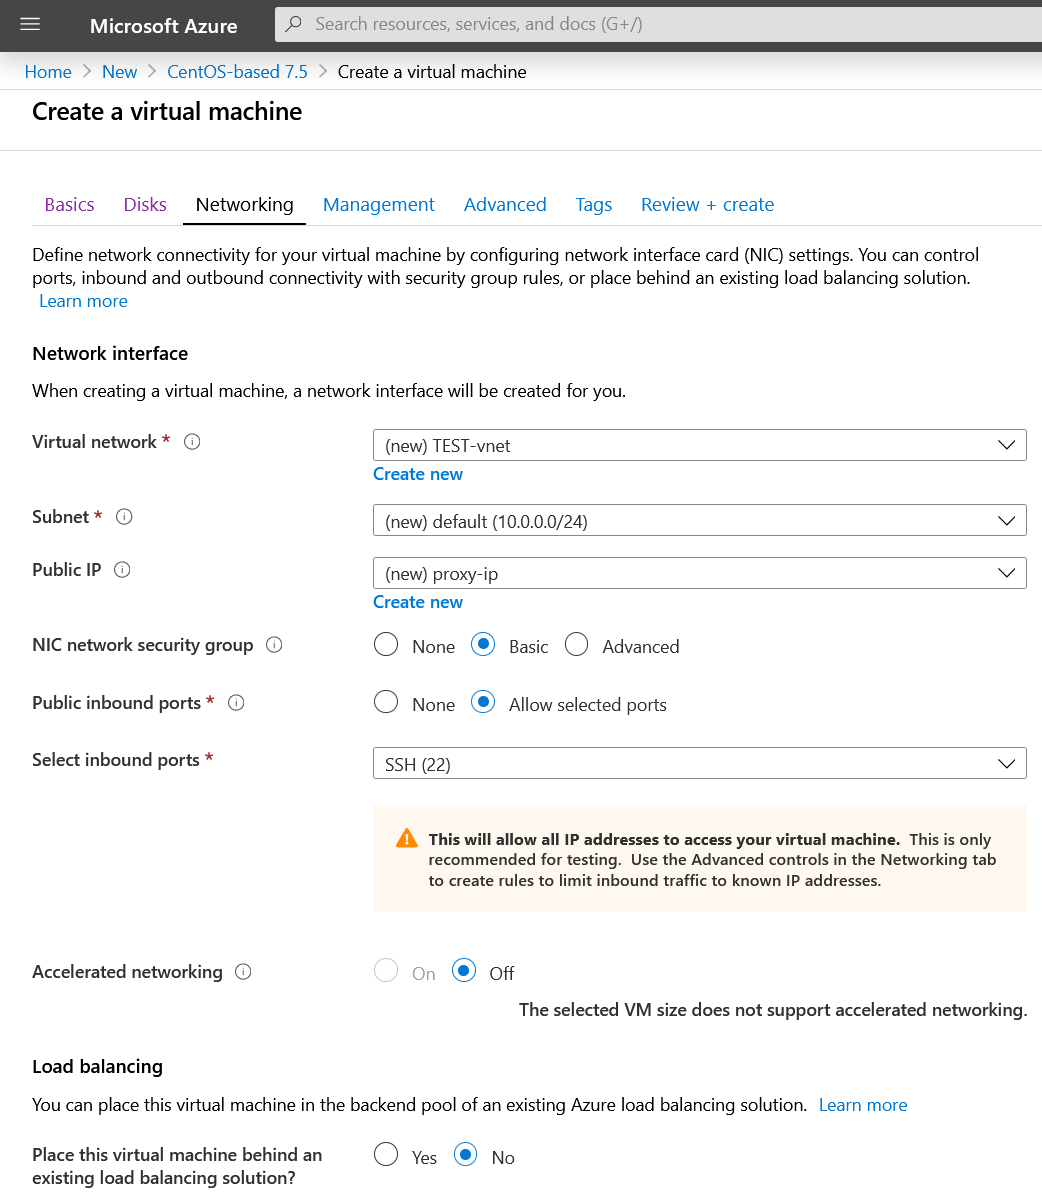 Microsoft Azure
Search resources, services, and docs (G+/)
Home > New > CentOS-based 7.5 > Create a virtual machine
Create a virtual machine
Basics Disks Networking Management Advanced Tags Review + create
Define network connectivity for your virtual machine by configuring network interface card (NIC) settings. You can control
ports, inbound and outbound connectivity with security group rules, or place behind an existing load balancing solution.
Learn more
Network interface
When creating a virtual machine, a network interface will be created for you.
Virtual network *
(new) TEST-vnet
Create new
Subnet *
(new) default (10.0.0.0/24)
Public IP
(new) proxy-ip
Create new
NIC network security group
None Basic Advanced
Public inbound ports *
None Allow selected ports
Select inbound ports *
SSH (22)
This will allow all IP addresses to access your virtual machine. This is only
recommended for testing. Use the Advanced controls in the Networking tab
to create rules to limit inbound traffic to known IP addresses.
Accelerated networking
On Off
The selected VM size does not support accelerated networking.
Load balancing
You can place this virtual machine in the backend pool of an existing Azure load balancing solution. Learn more
Place this virtual machine behind an
existing load balancing solution?
Yes No